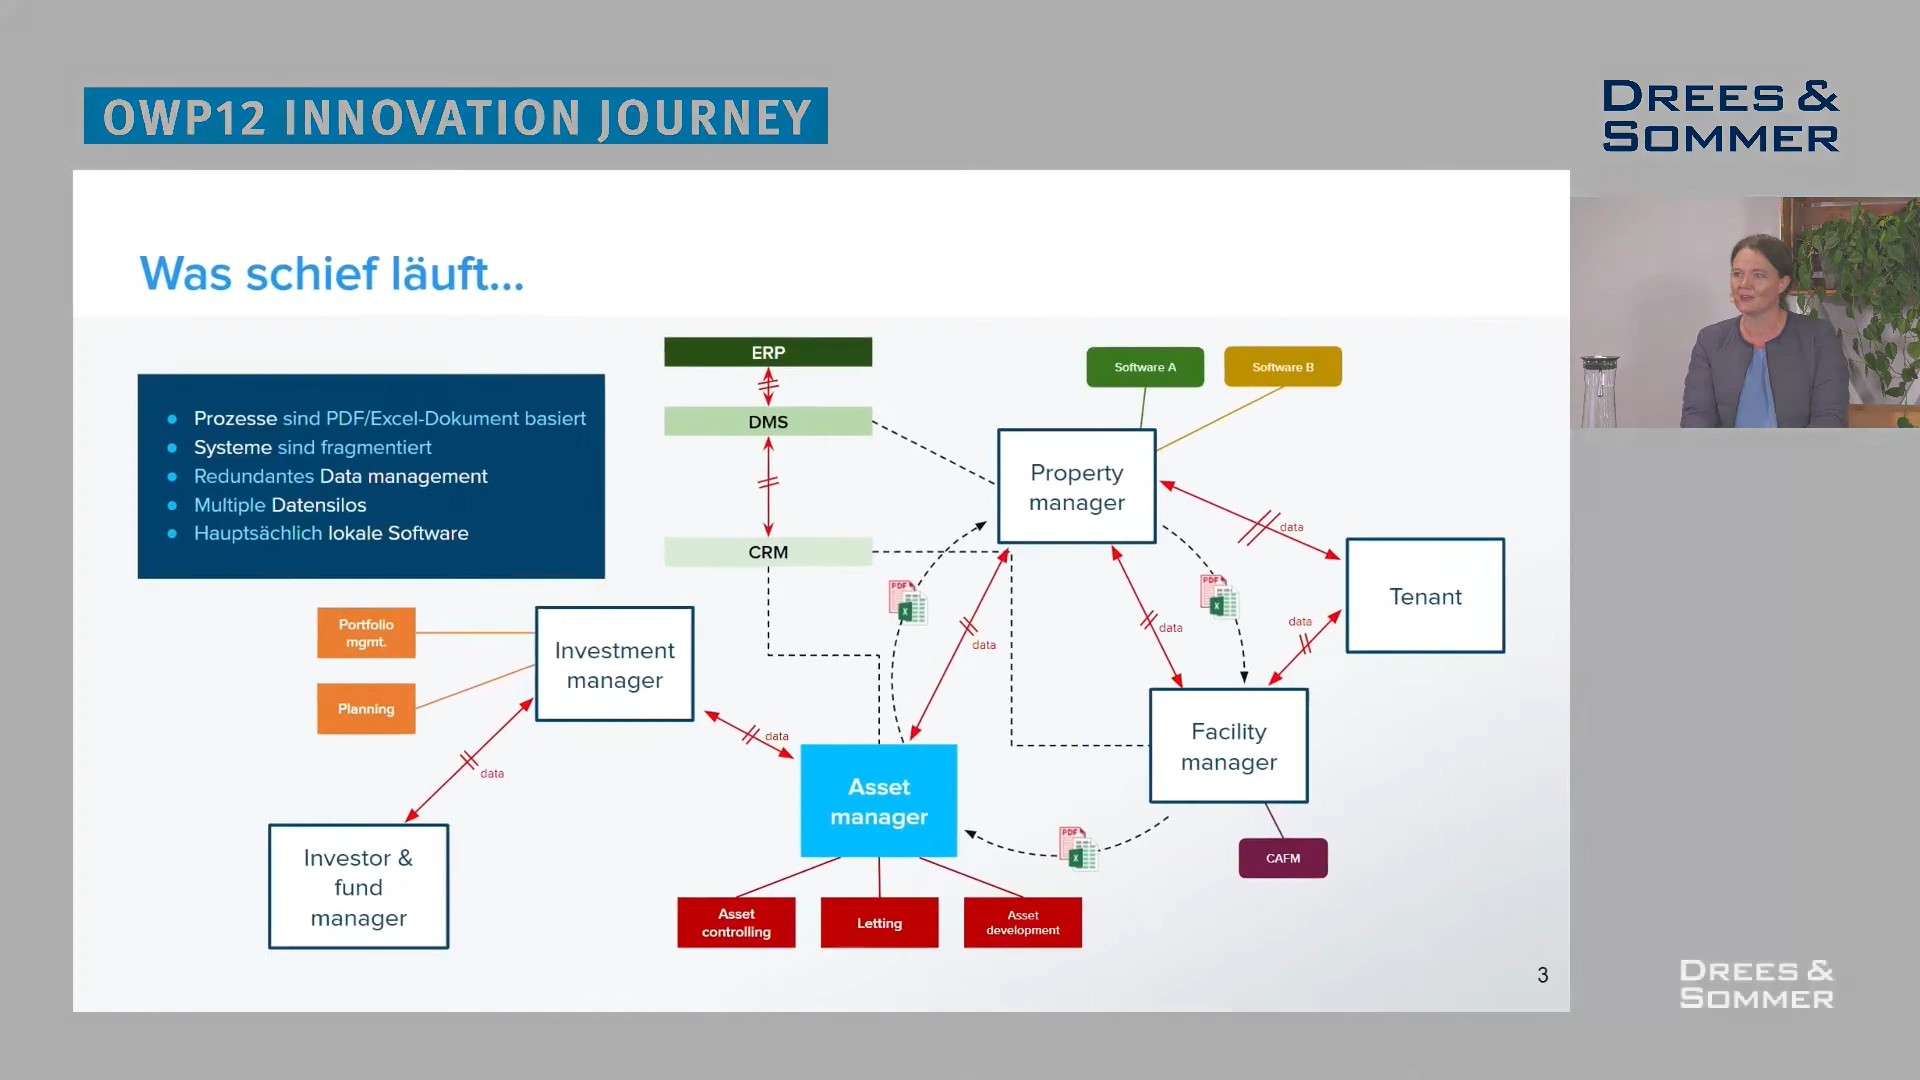 OWP12 INNOVATION JOURNEY
DREES &
SOMMER
Was schief läuft...
Prozesse sind PDF/Excel-Dokument basiert
Systeme sind fragmentiert
Redundantes Data management
Multiple Datensilos
Hauptsächlich lokale Software
ERP
DMS
CRM
Software A
Software B
Property
manager
data
Tenant
PDF
X
PDF
X
data
data
data
Portfolio
mgmt.
Planning
Investment
manager
data
data
Asset
manager
Facility
manager
PDF
X
CAFM
Investor &
fund
manager
Asset
controlling
Letting
Asset
development
3
DREES &
SOMMER